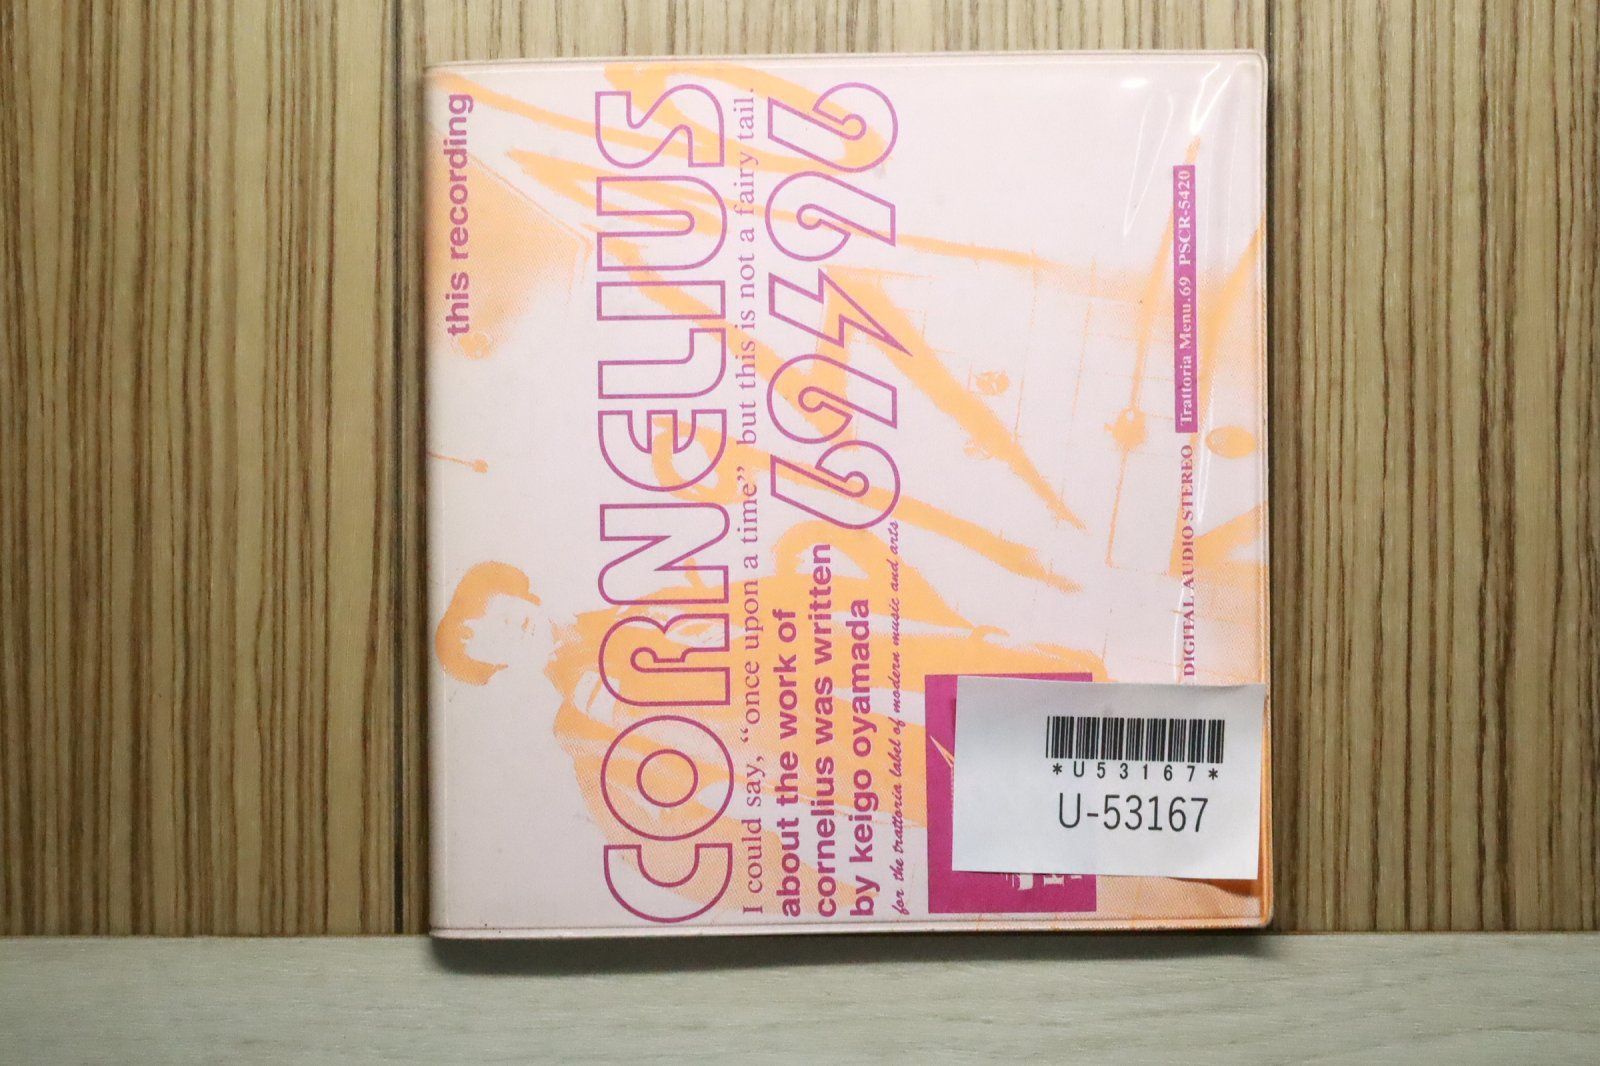 this recording
CORNELIUS
I could say, “once upon a time” but this is not a fairy tail.
69/96
about the work of
cornelius was written
by keigo oyamada
for the trattoria label of modern music and arts
DIGITAL AUDIO STEREO Trattoria Menu.69 PSCR-5420
*U53167*
U-53167